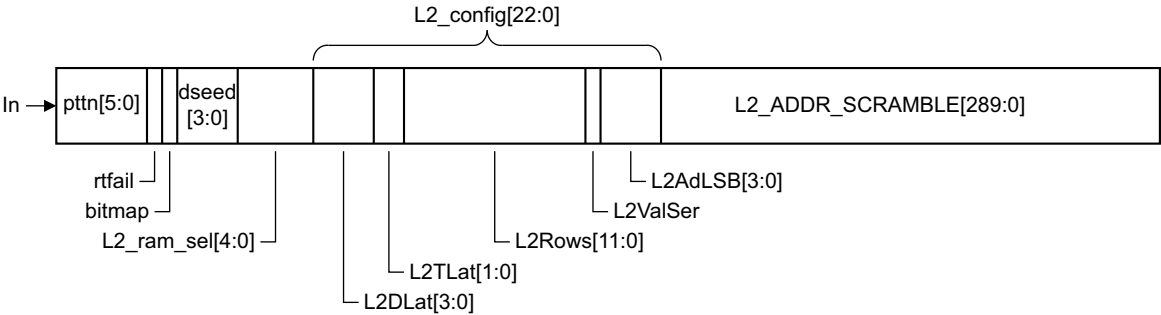 L2_config[22:0]
In
pttn[5:0]
dseed
[3:0]
L2_ADDR_SCRAMBLE[289:0]
rtfail
bitmap
L2_ram_sel[4:0]
L2AdLSB[3:0]
L2ValSer
L2Rows[11:0]
L2TLat[1:0]
L2DLat[3:0]